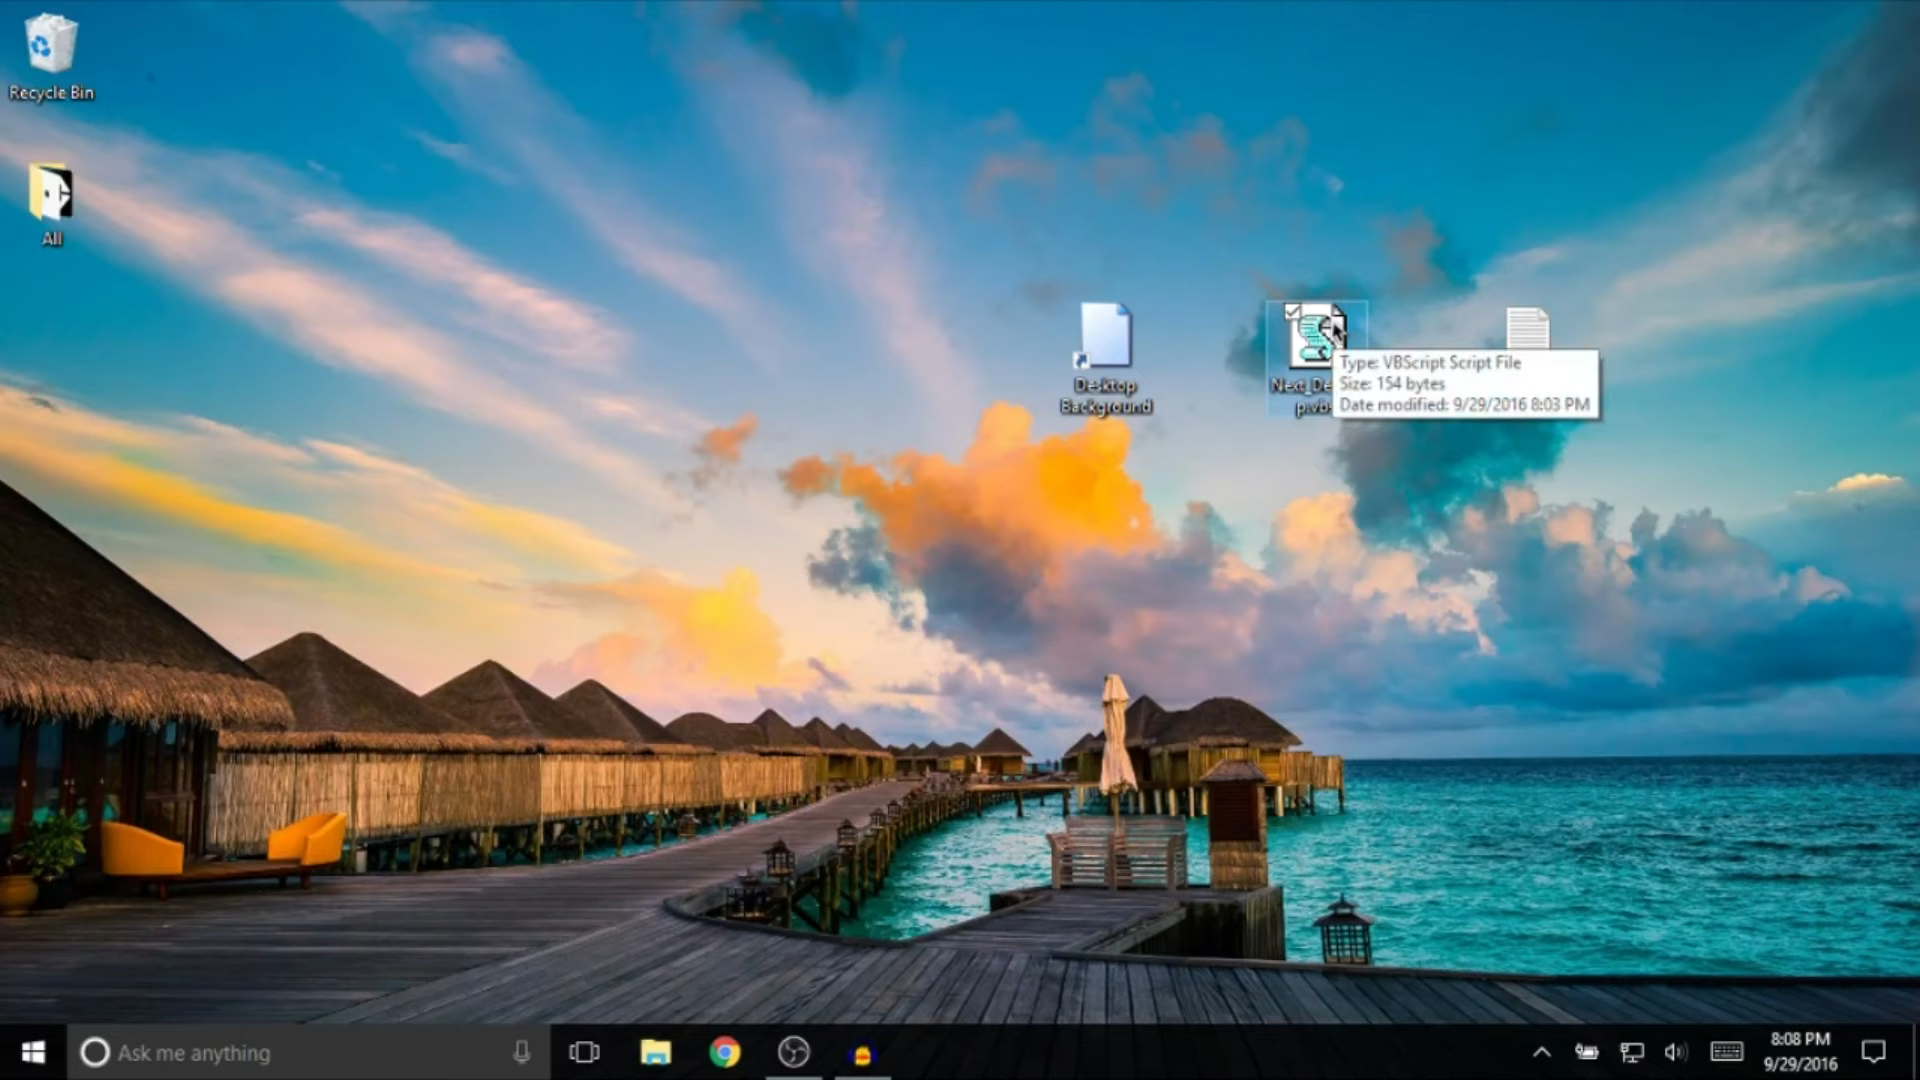 Recycle Bin
All
Desktop
Background
Type: VBScript Script File
Size: 154 bytes
Date modified: 9/29/2016 8:03 PM
Ask me anything
8:08 PM
9/29/2016